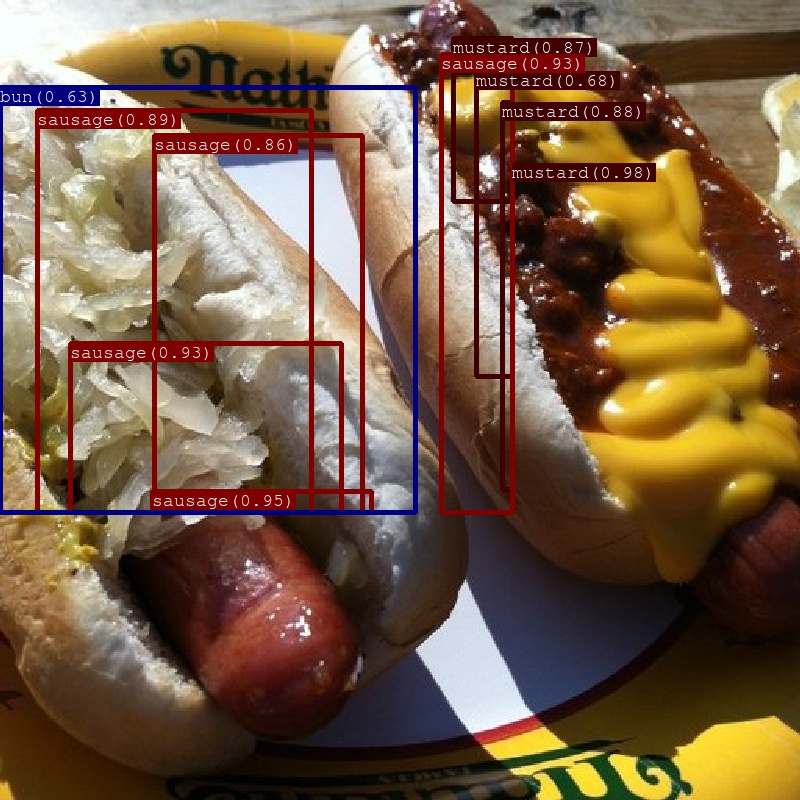 mustard(0.87)
sausage(0.93)
mustard(0.68)
bun(0.63)
mustard(0.88)
sausage(0.89)
sausage(0.86)
mustard(0.98)
sausage(0.93)
sausage(0.95)
Nath